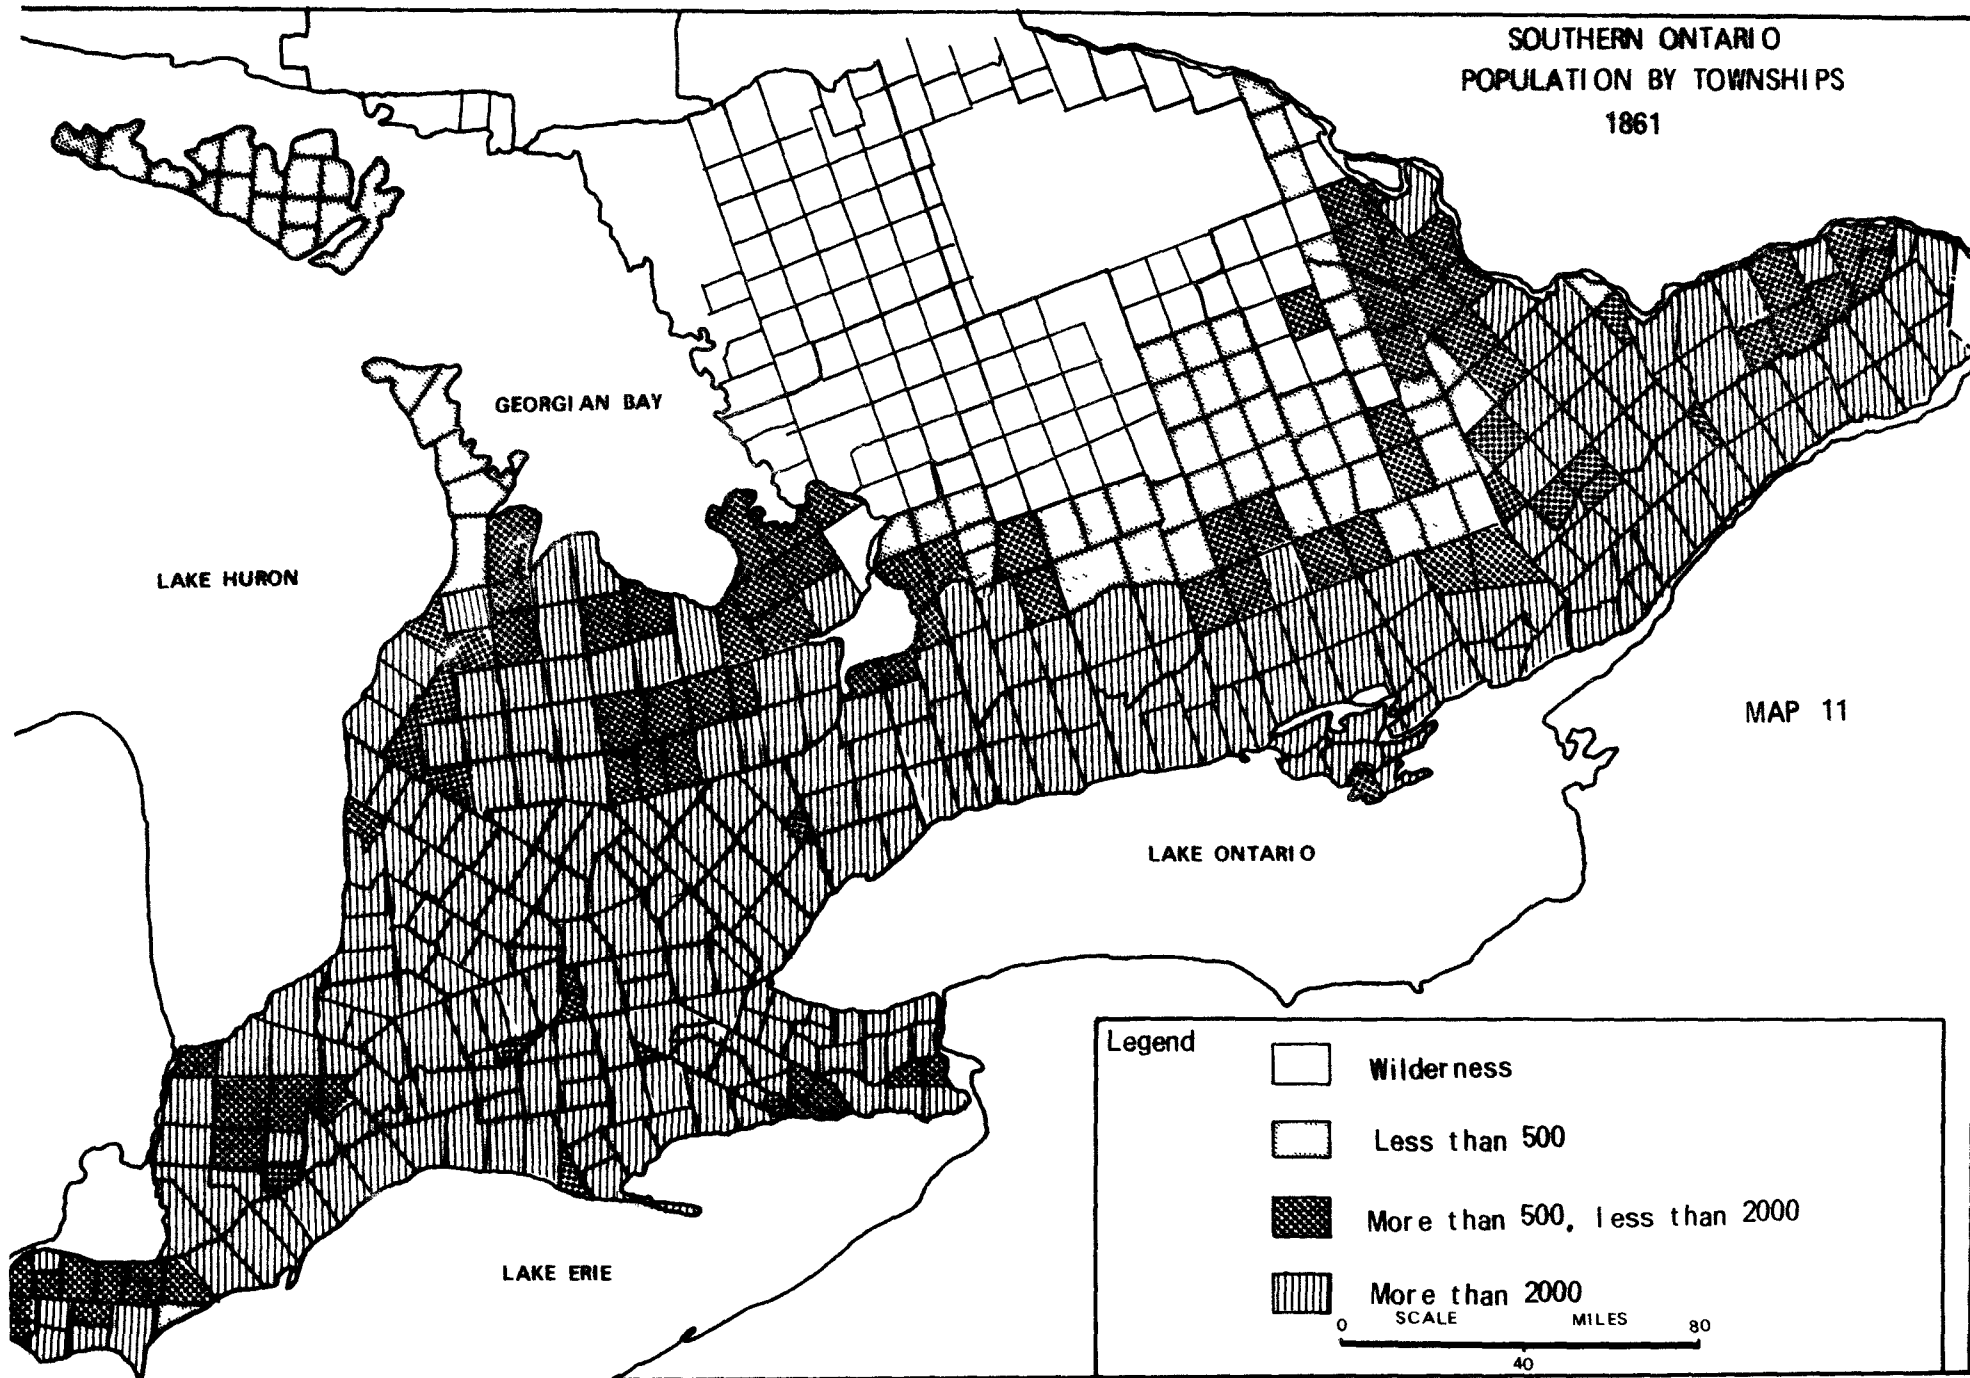 SOUTHERN ONTARIO
POPULATION BY TOWNSHIPS
1861
GEORGIAN BAY
LAKE HURON
MAP 11
LAKE ONTARIO
LAKE ERIE
Legend
Wilderness
Less than 500
More than 500, less than 2000
More than 2000
SCALE MILES
0 80
40